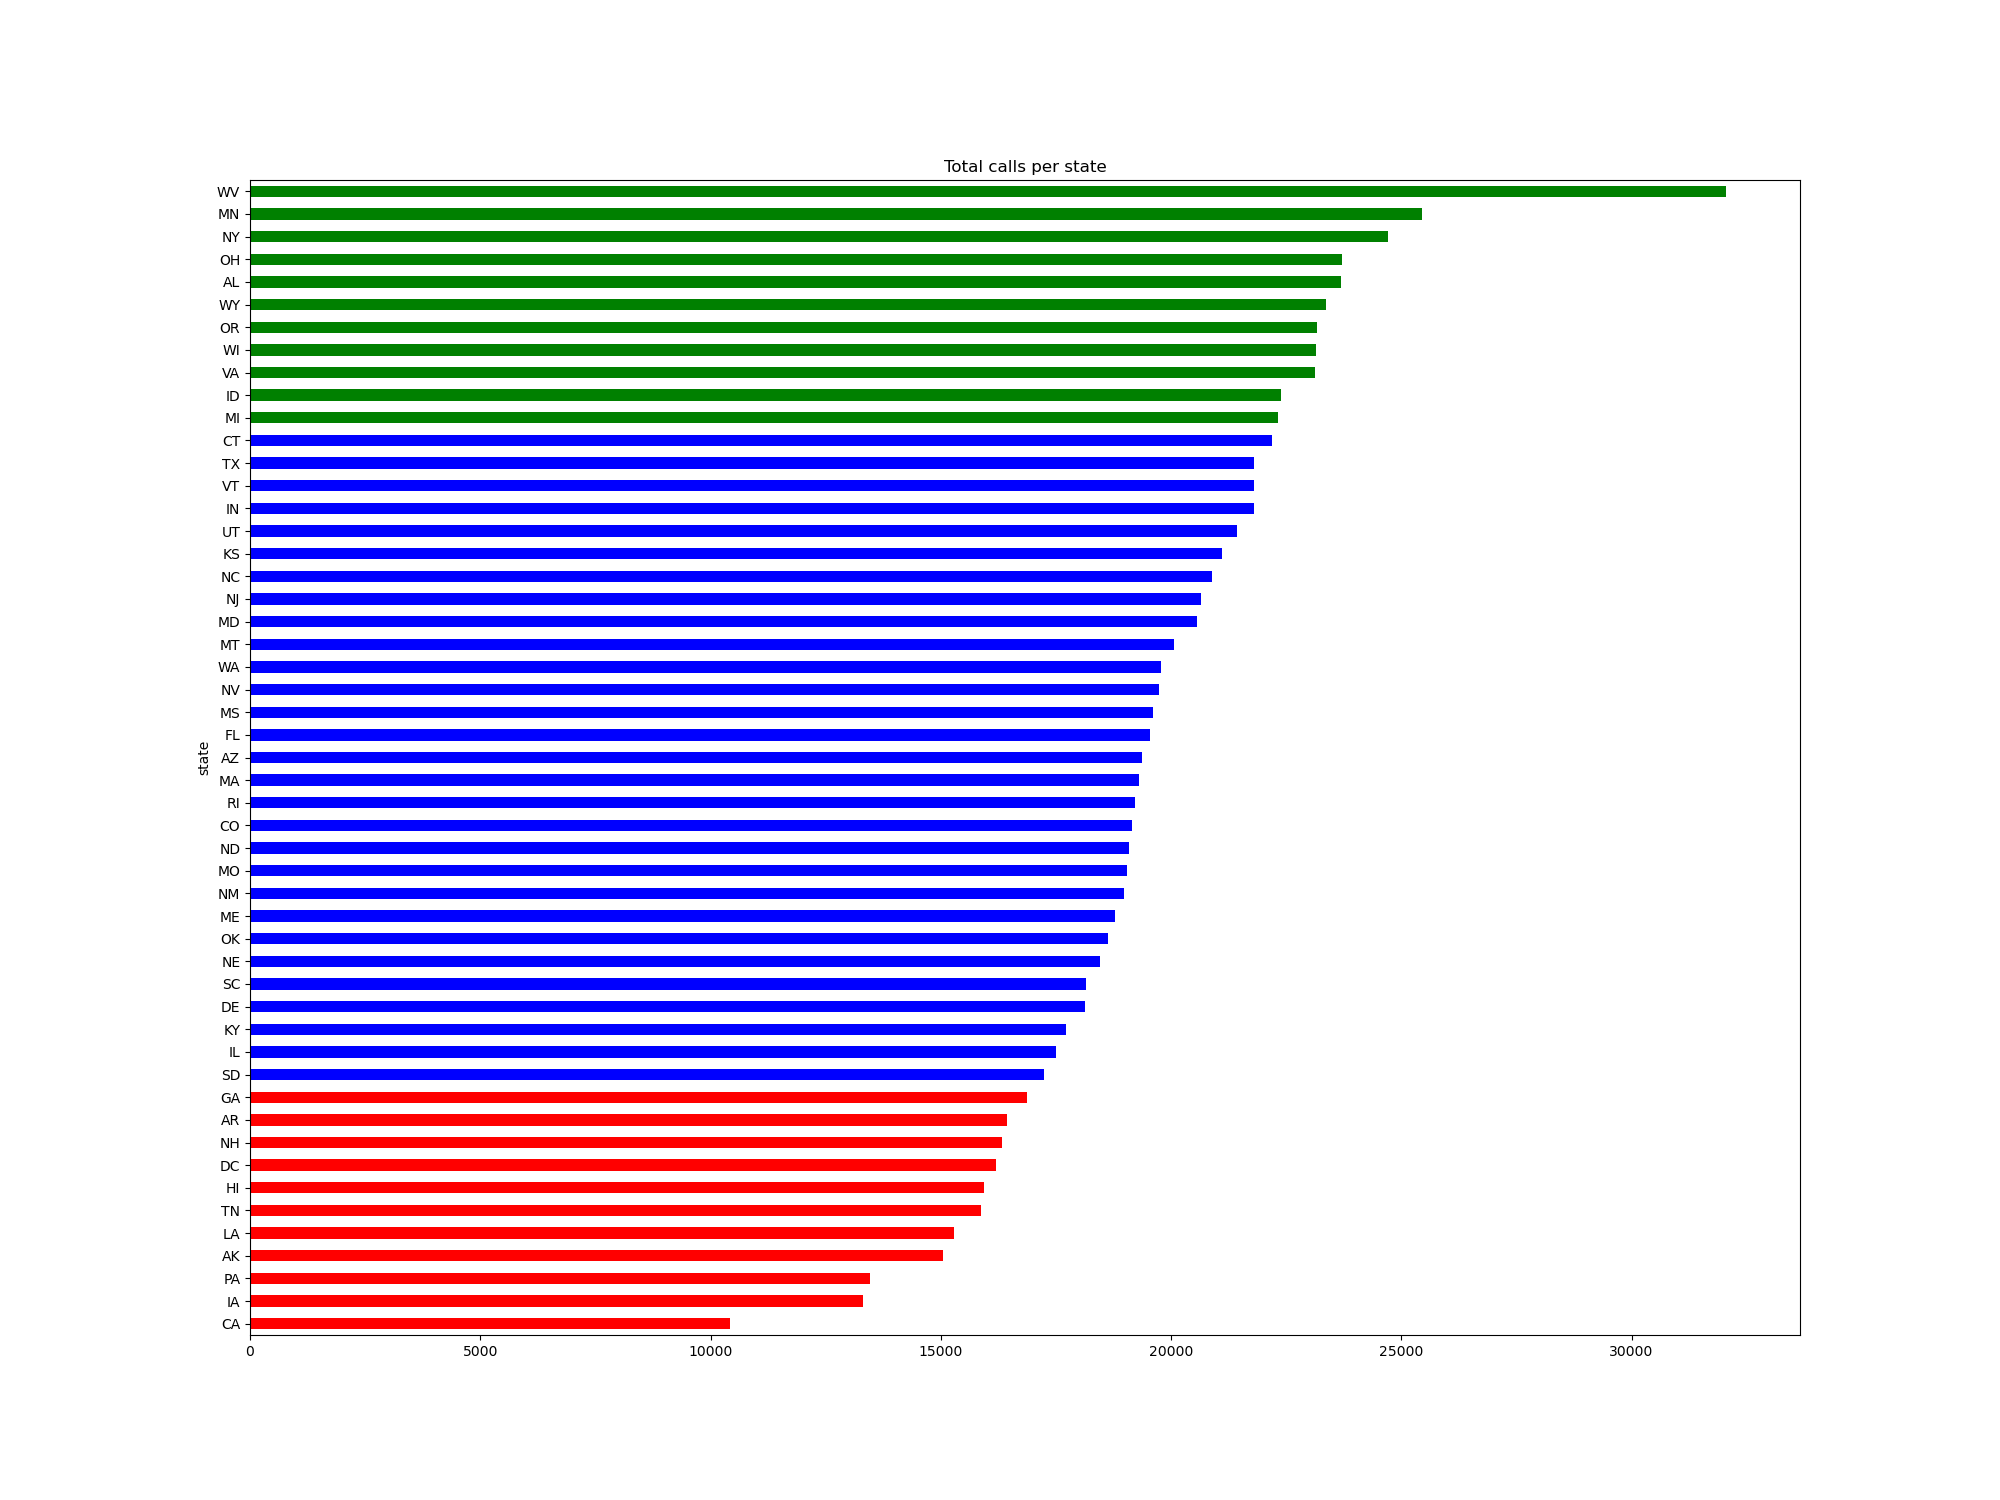 Total calls per state
WV
MN
NY
OH
AL
WY
OR
WI
VA
ID
MI
CT
TX
VT
IN
UT
KS
NC
NJ
MD
MT
WA
NV
MS
FL
AZ
MA
RI
CO
ND
MO
NM
ME
OK
NE
SC
DE
KY
IL
SD
GA
AR
NH
DC
HI
TN
LA
AK
PA
IA
CA
state
0 5000 10000 15000 20000 25000 30000